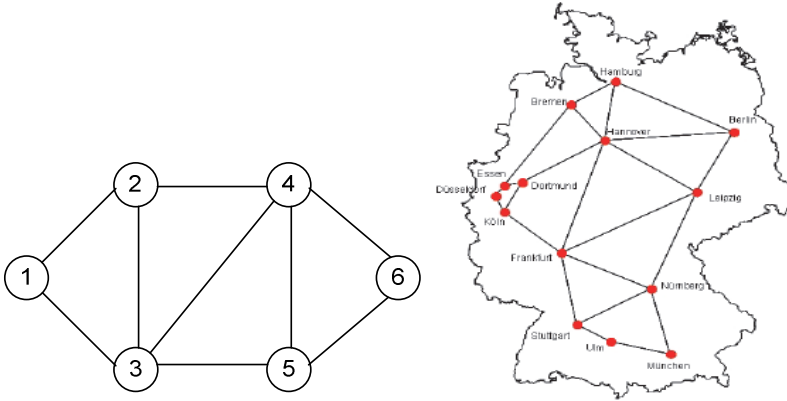 2
4
1
6
3
5
Hamburg
Bremen
Berlin
Hannover
Essen
Dortmund
Düsseldorf
Leipzig
Köln
Frankfurt
Nürnberg
Stuttgart
Ulm
München